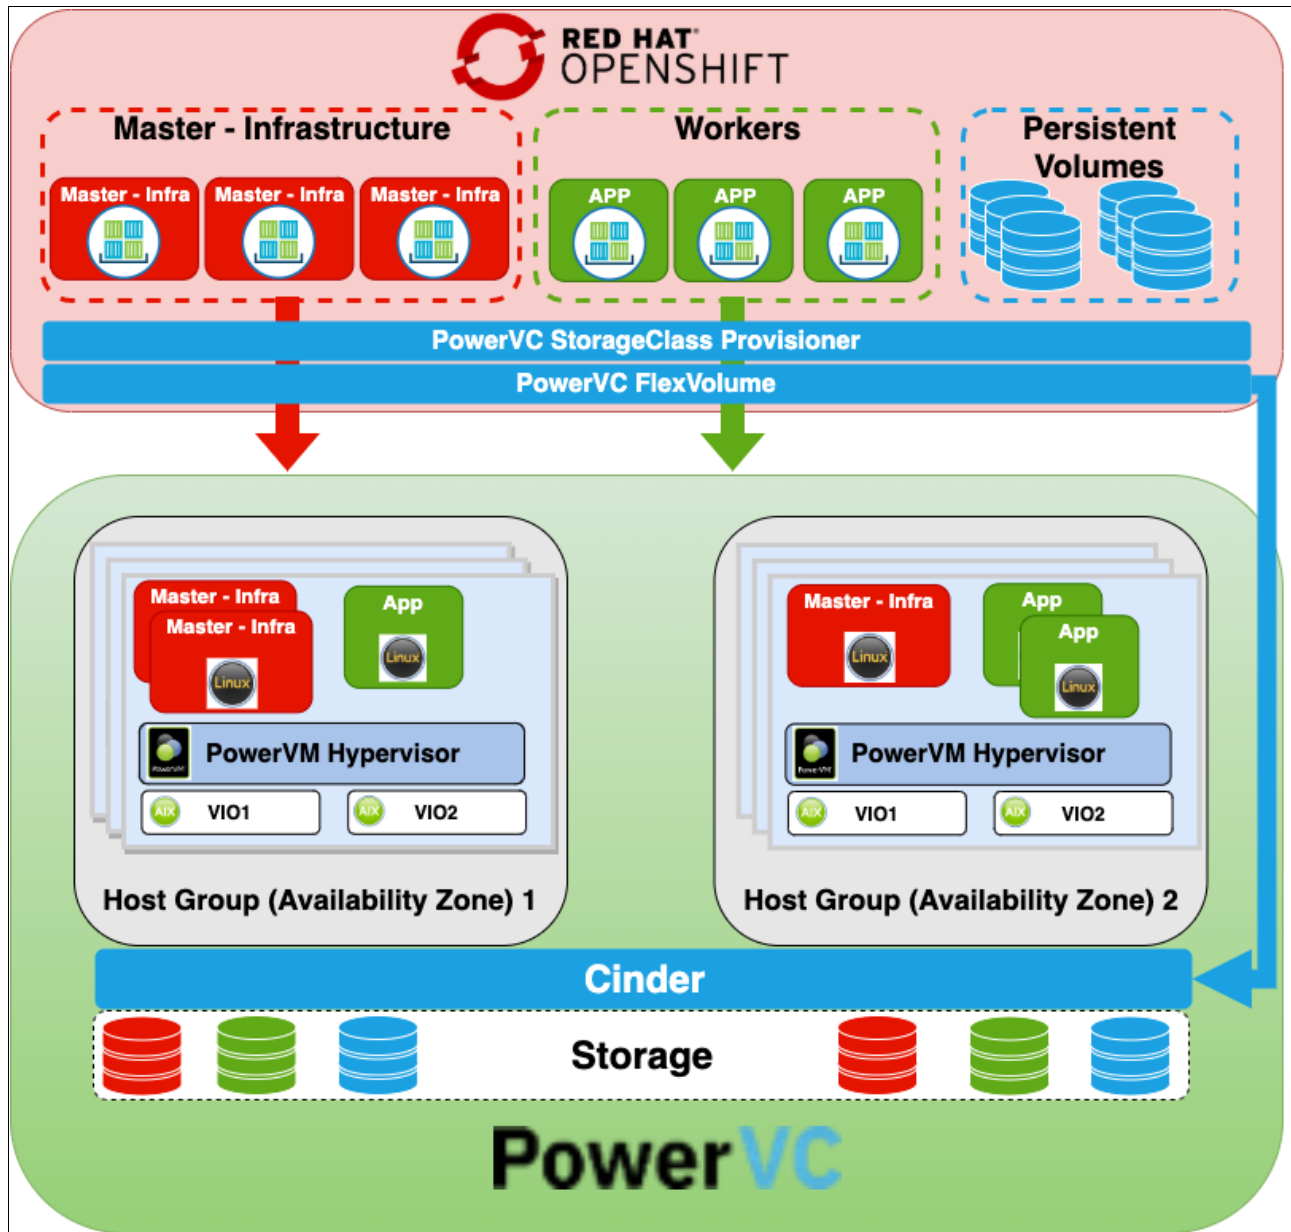 RED HAT®
OPENSHIFT
Master - Infrastructure
Workers
Persistent
Volumes
Master - Infra
Master - Infra
Master - Infra
APP
APP
APP
PowerVC StorageClass Provisioner
PowerVC FlexVolume
Master - Infra
Master - Infra
Linux
App
Linux
PowerVM Hypervisor
PowerVM
AIX
VIO1
AIX
VIO2
Host Group (Availability Zone) 1
Master - Infra
Linux
App
App
Linux
PowerVM Hypervisor
PowerVM
AIX
VIO1
AIX
VIO2
Host Group (Availability Zone) 2
Cinder
Storage
PowerVC